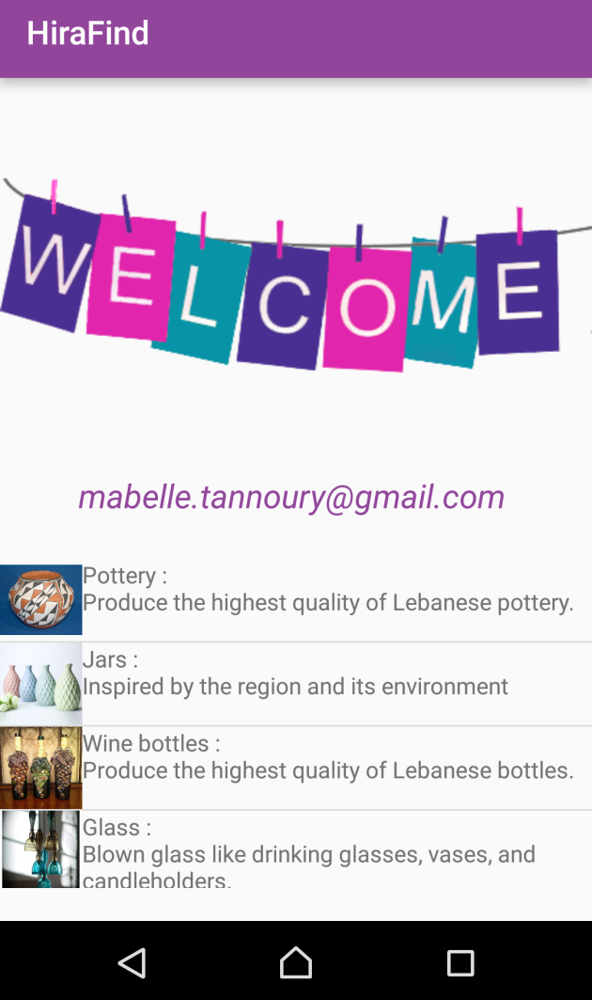 HiraFind
WELCOME
mabelle.tannoury@gmail.com
Pottery :
Produce the highest quality of Lebanese pottery.
Jars :
Inspired by the region and its environment
Wine bottles :
Produce the highest quality of Lebanese bottles.
Glass :
Blown glass like drinking glasses, vases, and
candleholders.